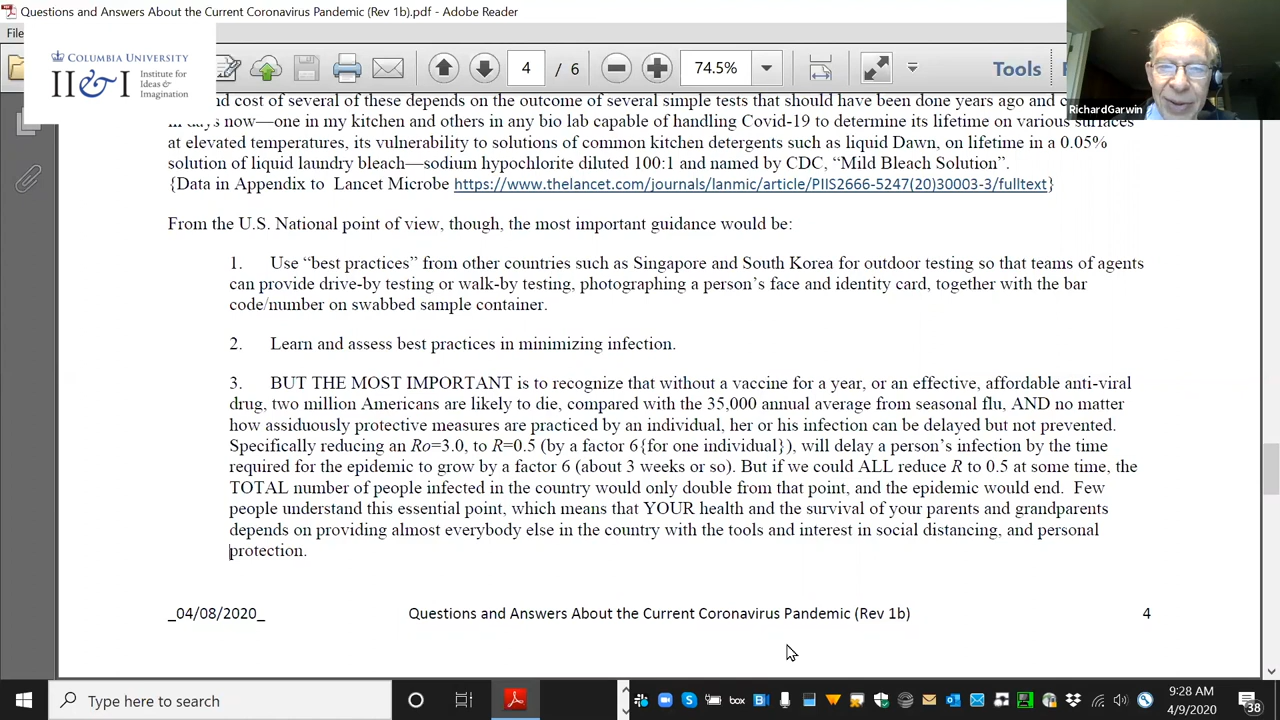 Questions and Answers About the Current Coronavirus Pandemic (Rev 1b).pdf - Adobe Reader
File
COLUMBIA UNIVERSITY
II&I Institute for
Ideas &
Imagination
4 / 6
74.5%
Tools
RichardGarwin
nd cost of several of these depends on the outcome of several simple tests that should have been done years ago and c
in days now—one in my kitchen others in any bio lab capable of handling Covid-19 to determine its lifetime on various surfaces
at elevated temperatures, its vulnerability to solutions of common kitchen detergents such as liquid Dawn, on lifetime in a 0.05%
solution of liquid laundry bleach—sodium hypochlorite diluted 100:1 and named by CDC, “Mild Bleach Solution”.
{Data in Appendix to Lancet Microbe https://www.thelancet.com/journals/lanmic/article/PIIS2666-5247(20)30003-3/fulltext}
From the U.S. National point of view, though, the most important guidance would be:
1. Use “best practices” from other countries such as Singapore and South Korea for outdoor testing so that teams of agents
can provide drive-by testing or walk-by testing, photographing a person’s face and identity card, together with the bar
code/number on swabbed sample container.
2. Learn and assess best practices in minimizing infection.
3. BUT THE MOST IMPORTANT is to recognize that without a vaccine for a year, or an effective, affordable anti-viral
drug, two million Americans are likely to die, compared with the 35,000 annual average from seasonal flu, AND no matter
how assiduously protective measures are practiced by an individual, her or his infection can be delayed but not prevented.
Specifically reducing an Ro=3.0, to R=0.5 (by a factor 6{for one individual}), will delay a person’s infection by the time
required for the epidemic to grow by a factor 6 (about 3 weeks or so). But if we could ALL reduce R to 0.5 at some time, the
TOTAL number of people infected in the country would only double from that point, and the epidemic would end. Few
people understand this essential point, which means that YOUR health and the survival of your parents and grandparents
depends on providing almost everybody else in the country with the tools and interest in social distancing, and personal
protection.
_04/08/2020_ Questions and Answers About the Current Coronavirus Pandemic (Rev 1b) 4
Type here to search
box
9:28 AM
4/9/2020
38